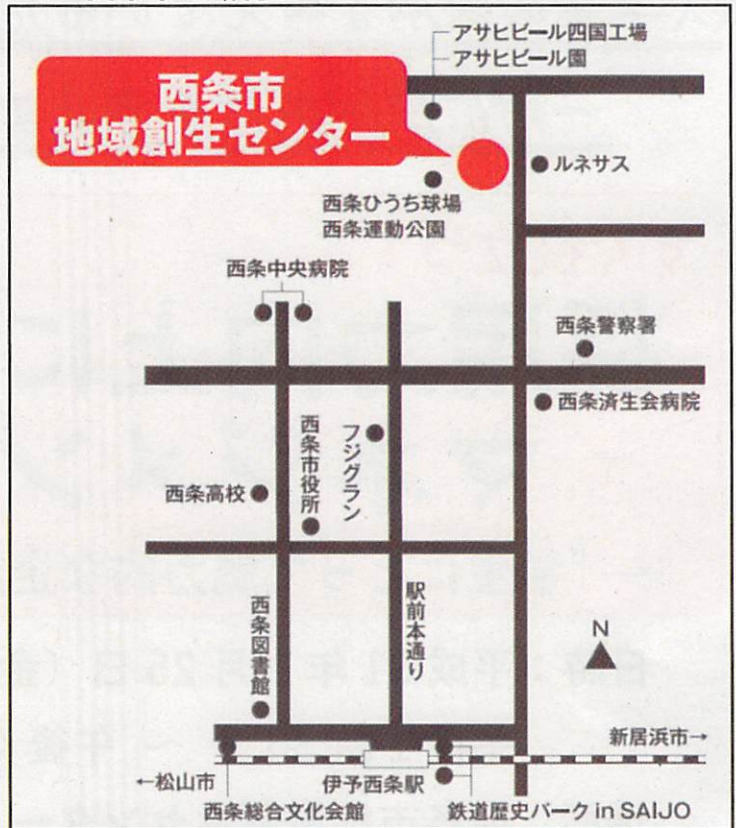 アサヒビール四国工場
アサヒビール園
西条市
地域創生センター
ルネサス
西条ひうち球場
西条運動公園
西条中央病院
西条警察署
西条済生会病院
西条市役所
フジグラン
西条高校
駅前本通り
西条図書館
N
新居浜市→
←松山市
伊予西条駅
西条総合文化会館
鉄道歴史パーク in SAIJO